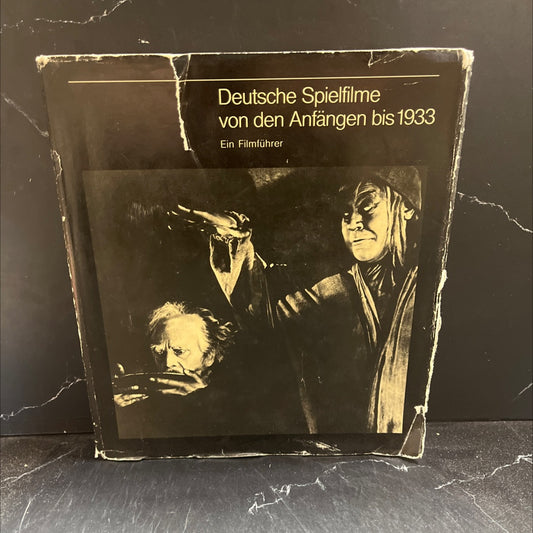 Deutsche Spielfilme
von den Anfängen bis 1933
Ein Filmführer